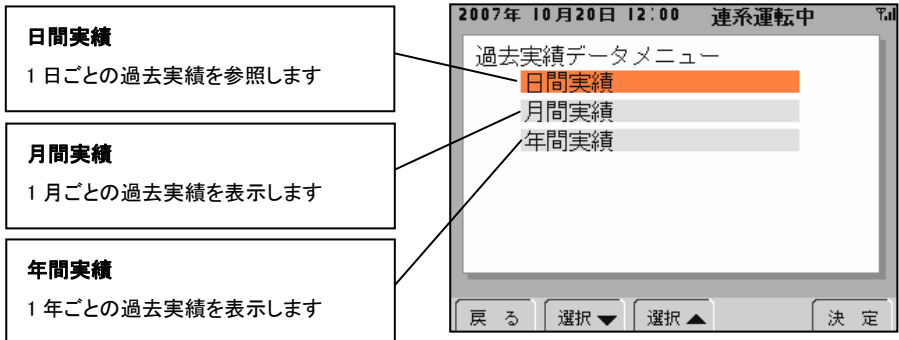 日間実績
1 日ごとの過去実績を参照します
月間実績
1 月ごとの過去実績を表示します
年間実績
1 年ごとの過去実績を表示します
2007年 10月20日 12:00 連系運転中
過去実績データメニュー
日間実績
月間実績
年間実績
戻 る 選択▼ 選択▲ 決 定